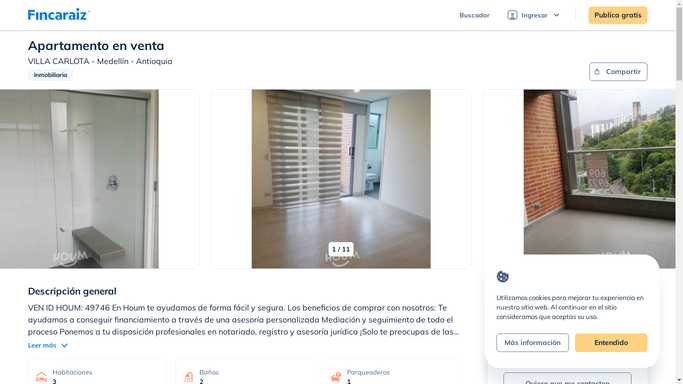 Fincaraiz
Buscador
Ingresar
Publica gratis
Apartamento en venta
VILLA CARLOTA - Medellín - Antioquia
Inmobiliaria
Compartir
HOUM
HOUM
HOUM
1 / 11
Descripción general
VEN ID HOUM: 49746 En Houm te ayudamos de forma fácil y segura. Los beneficios de comprar con nosotros: Te
ayudamos a conseguir financiamiento a través de una asesoría personalizada Mediación y seguimiento de todo el
proceso Ponemos a tu disposición profesionales en notariado, registro y asesoría jurídica ¡Solo te preocupas de las...
Leer más
Habitaciones
3
Baños
2
Parqueaderos
1
Utilizamos cookies para mejorar tu experiencia en
nuestro sitio web. Al continuar en el sitio
consideramos que aceptas su uso.
Más información
Entendido
Quiero que me contacten